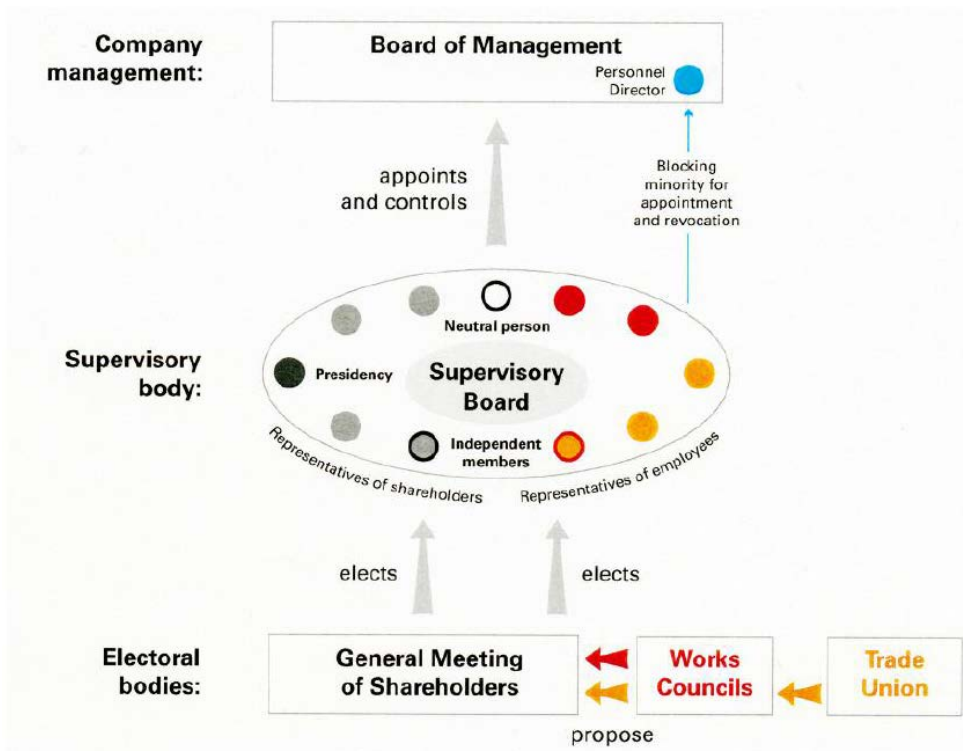 Company
management:
Board of Management
Personnel
Director
appoints
and controls
Blocking
minority for
appointment
and revocation
Supervisory
body:
Neutral person
Presidency
Supervisory
Board
Independent
members
Representatives of shareholders
Representatives of employees
elects
elects
Electoral
bodies:
General Meeting
of Shareholders
Works
Councils
Trade
Union
propose